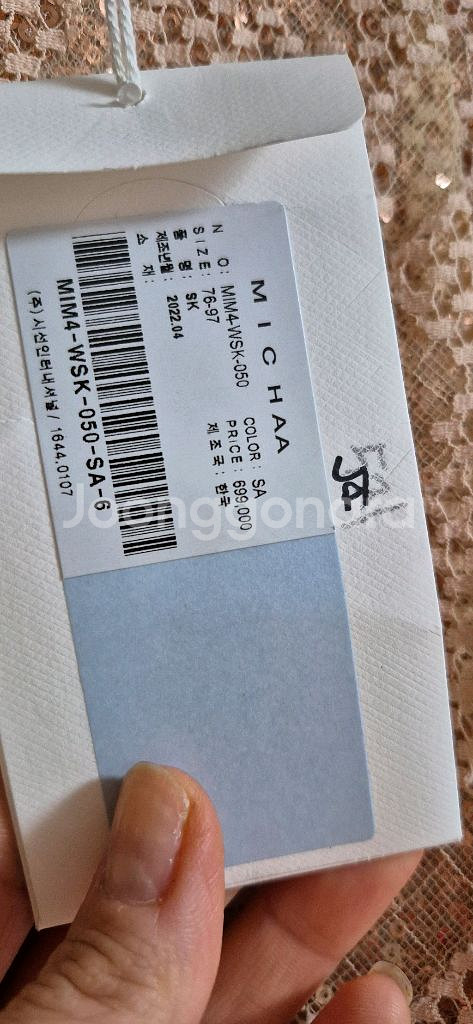 MICHAA
N O: MIM4-WSK-050
COLOR : SA
SIZE: 76-97
PRICE: 699,000
품 명: SK
제 조 국: 한국
제조년월: 2022.04
소 재:
MIM4-WSK-050-SA-6
(주) 시선인터내셔널 / 1644.0107
Joonggonara